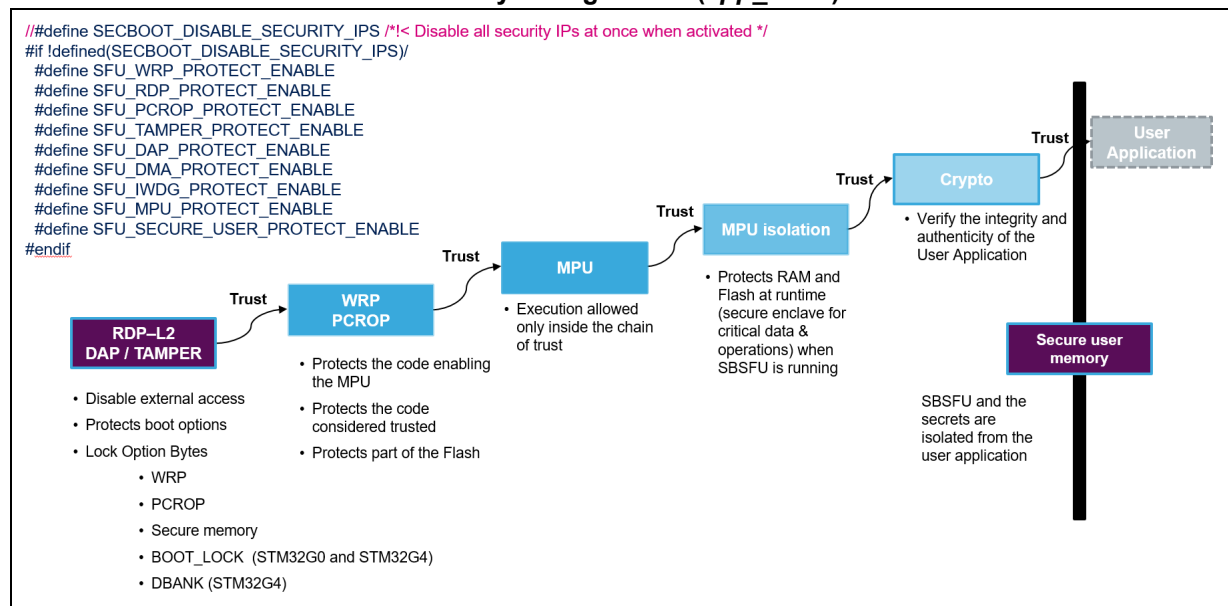 //#define SECBOOT_DISABLE_SECURITY_IPS /*!< Disable all security IPs at once when activated */
#if !defined(SECBOOT_DISABLE_SECURITY_IPS)/
#define SFU_WRP_PROTECT_ENABLE
#define SFU_RDP_PROTECT_ENABLE
#define SFU_PCROP_PROTECT_ENABLE
#define SFU_TAMPER_PROTECT_ENABLE
#define SFU_DAP_PROTECT_ENABLE
#define SFU_DMA_PROTECT_ENABLE
#define SFU_IWDG_PROTECT_ENABLE
#define SFU_MPU_PROTECT_ENABLE
#define SFU_SECURE_USER_PROTECT_ENABLE
#endif
Trust
RDP–L2
DAP / TAMPER
• Disable external access
• Protects boot options
• Lock Option Bytes
• WRP
• PCROP
• Secure memory
• BOOT_LOCK (STM32G0 and STM32G4)
• DBANK (STM32G4)
Trust
WRP
PCROP
• Protects the code enabling
the MPU
• Protects the code
considered trusted
• Protects part of the Flash
Trust
MPU
• Execution allowed
only inside the chain
of trust
Trust
MPU isolation
• Protects RAM and
Flash at runtime
(secure enclave for
critical data &
operations) when
SBSFU is running
Trust
Crypto
• Verify the integrity and
authenticity of the
User Application
User
Application
Secure user
memory
SBSFU and the
secrets are
isolated from the
user application